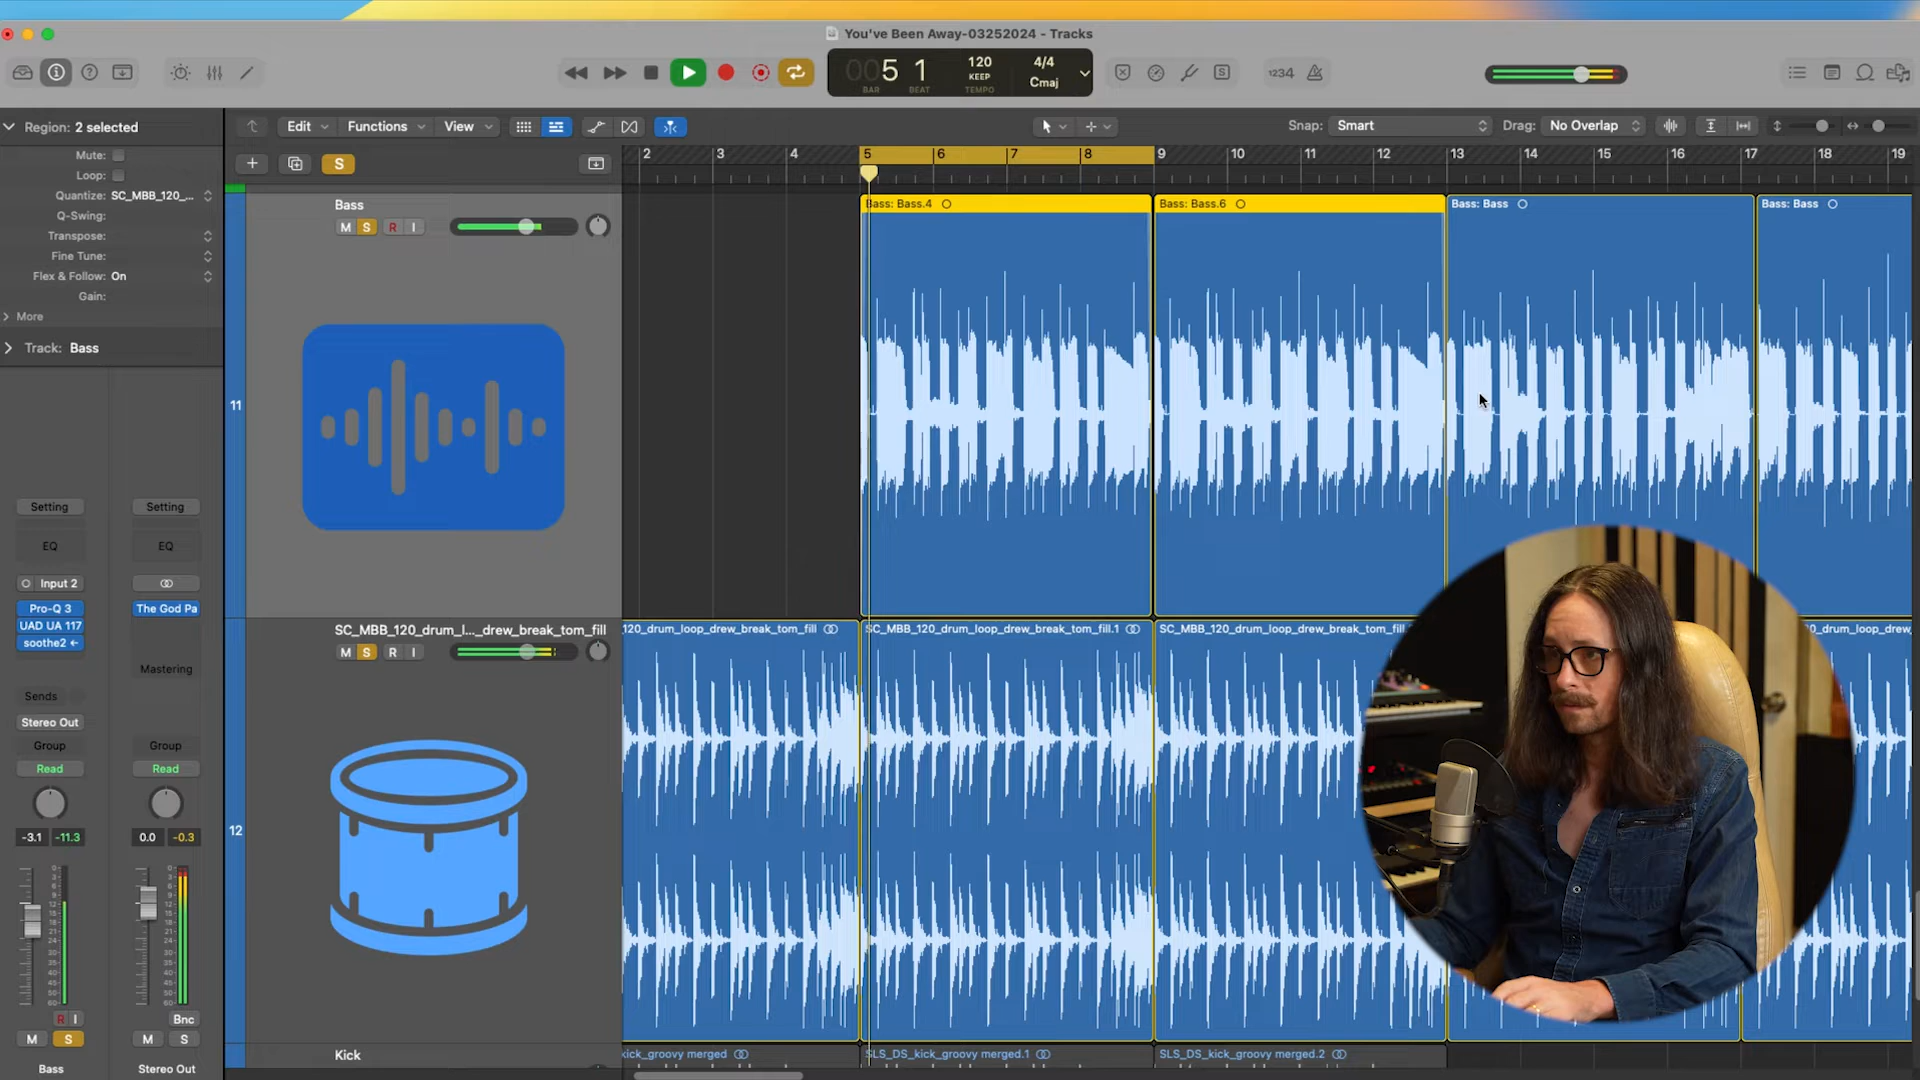 You've Been Away-03252024 - Tracks
005 1
BAR BEAT
120
KEEP
TEMPO
4/4
Cmaj
1234
Region: 2 selected
Edit
Functions
View
Snap: Smart
Drag: No Overlap
Mute:
Loop:
Quantize: SC_MBB_120_...
Q-Swing:
Transpose:
Fine Tune:
Flex & Follow: On
Gain:
More
Track: Bass
S
2 3 4 5 6 7 8 9 10 11 12 13 14 15 16 17 18 19
11
Bass
M S R I
Bass: Bass.4
Bass: Bass.6
Bass: Bass
Bass: Bass
12
SC_MBB_120_drum_l..._drew_break_tom_fill
M S R I
120_drum_loop_drew_break_tom_fill
SC_MBB_120_drum_loop_drew_break_tom_fill.1
SC_MBB_120_drum_loop_drew_break_tom_fill
0_drum_loop_drew_
Kick
kick_groovy merged
SLS_DS_kick_groovy merged.1
SLS_DS_kick_groovy merged.2
Setting
EQ
Input 2
Pro-Q 3
UAD UA 117
soothe2
Sends
Stereo Out
Group
Read
-3.1 -11.3
R I
M S
Bass
Setting
EQ
The God Pa
Mastering
Group
Read
0.0 -0.3
Bnc
M S
Stereo Out